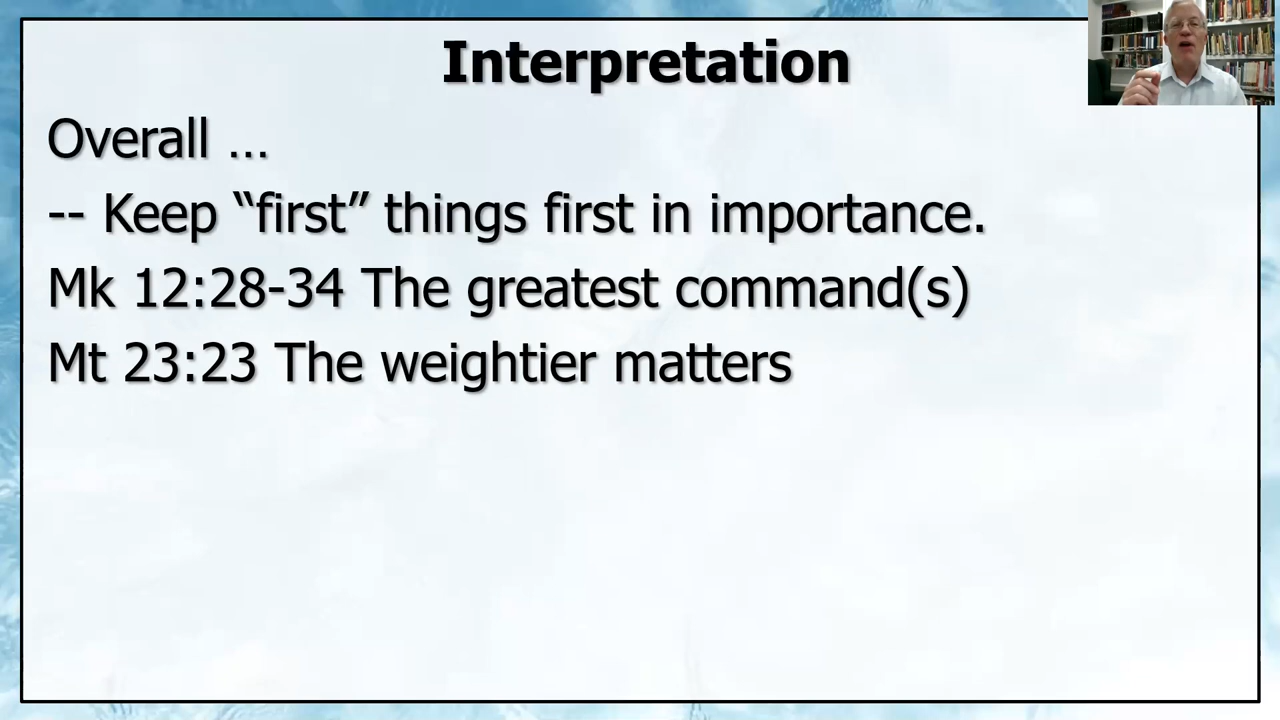 Interpretation
Overall …
-- Keep “first” things first in importance.
Mk 12:28-34 The greatest command(s)
Mt 23:23 The weightier matters